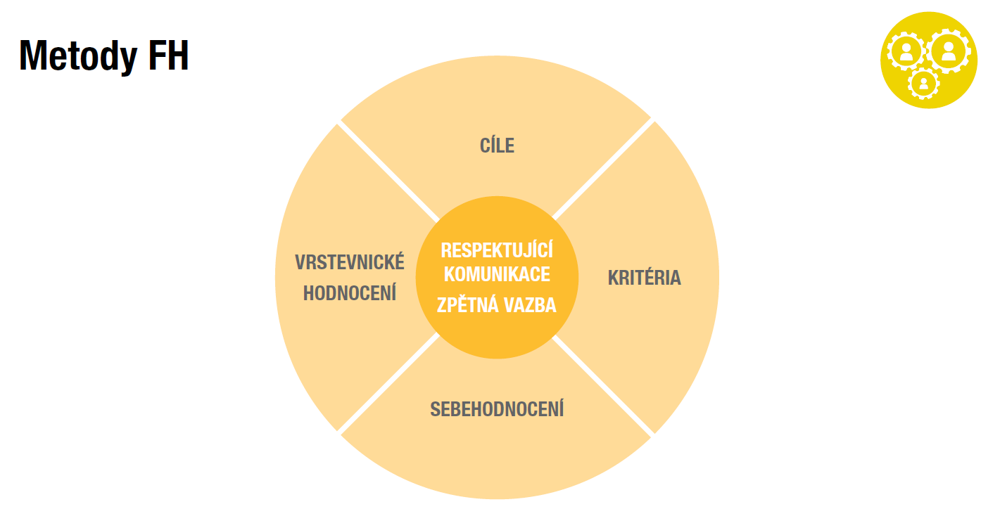 Metody FH
CÍLE
VRSTEVNICKÉ
HODNOCENÍ
RESPEKTUJÍCÍ
KOMUNIKACE
ZPĚTNÁ VAZBA
KRITÉRIA
SEBEHODNOCENÍ